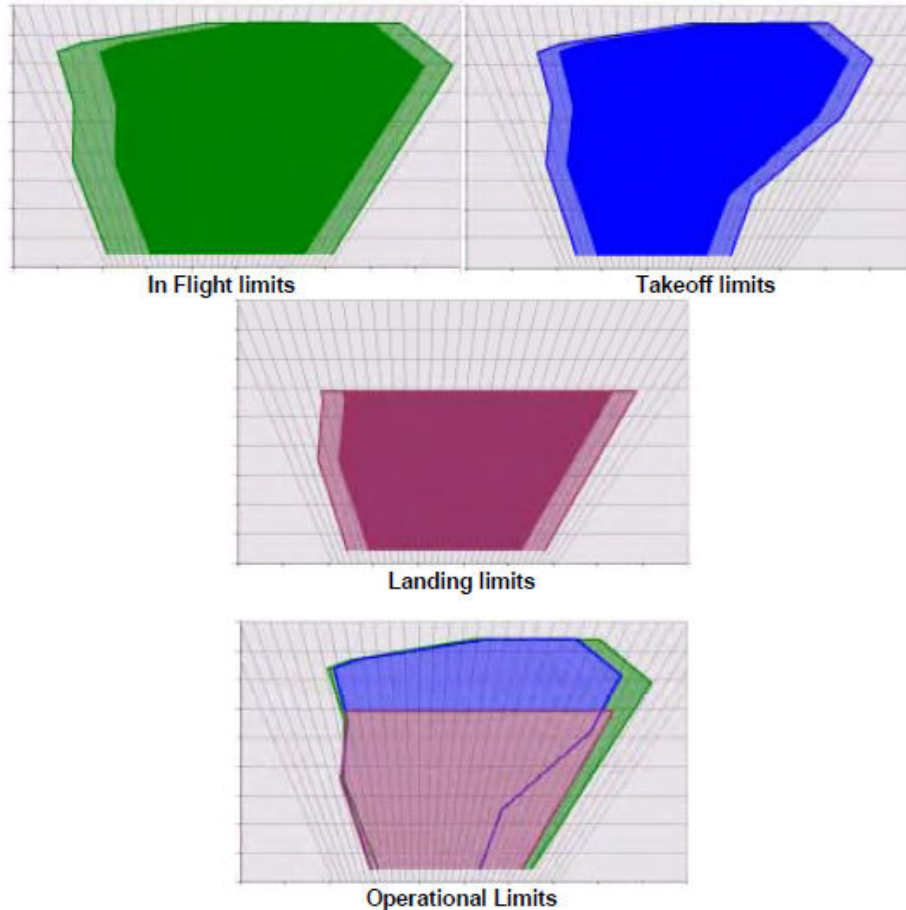 In Flight limits
Takeoff limits
Landing limits
Operational Limits